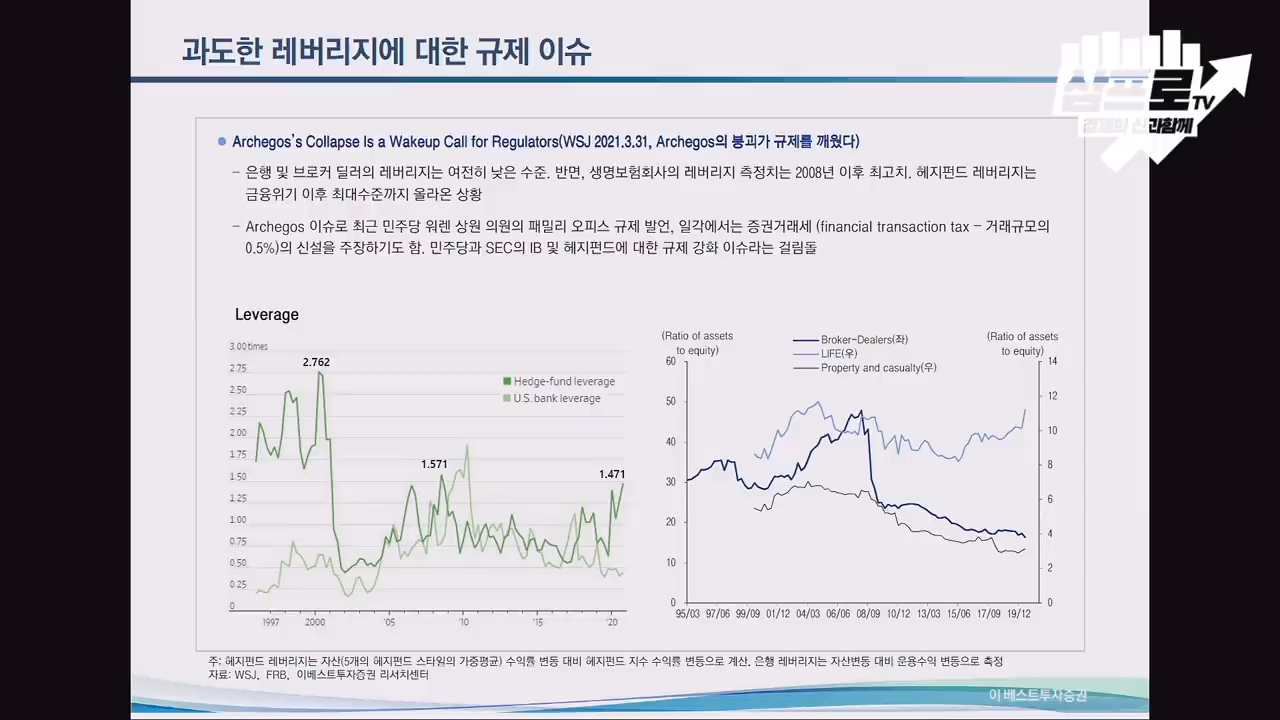 과도한 레버리지에 대한 규제 이슈
삼프로TV
경제의 신과함께
Archegos's Collapse Is a Wakeup Call for Regulators(WSJ 2021.3.31, Archegos의 붕괴가 규제를 깨웠다)
– 은행 및 브로커 딜러의 레버리지는 여전히 낮은 수준. 반면, 생명보험회사의 레버리지 측정치는 2008년 이후 최고치. 헤지펀드 레버리지는
금융위기 이후 최대수준까지 올라온 상황
– Archegos 이슈로 최근 민주당 워렌 상원 의원의 패밀리 오피스 규제 발언, 일각에서는 증권거래세 (financial transaction tax – 거래규모의
0.5%)의 신설을 주장하기도 함. 민주당과 SEC의 IB 및 헤지펀드에 대한 규제 강화 이슈라는 걸림돌
Leverage
3.00 times
2.75
2.50
2.25
2.00
1.75
1.50
1.25
1.00
0.75
0.50
0.25
0
2.762
1.571
1.471
Hedge-fund leverage
U.S. bank leverage
1997 2000 '05 '10 '15 '20
(Ratio of assets
to equity)
Broker-Dealers(좌)
LIFE(우)
Property and casualty(우)
(Ratio of assets
to equity)
60
50
40
30
20
10
0
14
12
10
8
6
4
2
0
95/03 97/06 99/09 01/12 04/03 06/06 08/09 10/12 13/03 15/06 17/09 19/12
주: 헤지펀드 레버리지는 자산(5개의 헤지펀드 스타일의 가중평균) 수익률 변동 대비 헤지펀드 지수 수익률 변동으로 계산. 은행 레버리지는 자산변동 대비 운용수익 변동으로 측정
자료: WSJ, FRB, 이베스트투자증권 리서치센터
이베스트투자증권